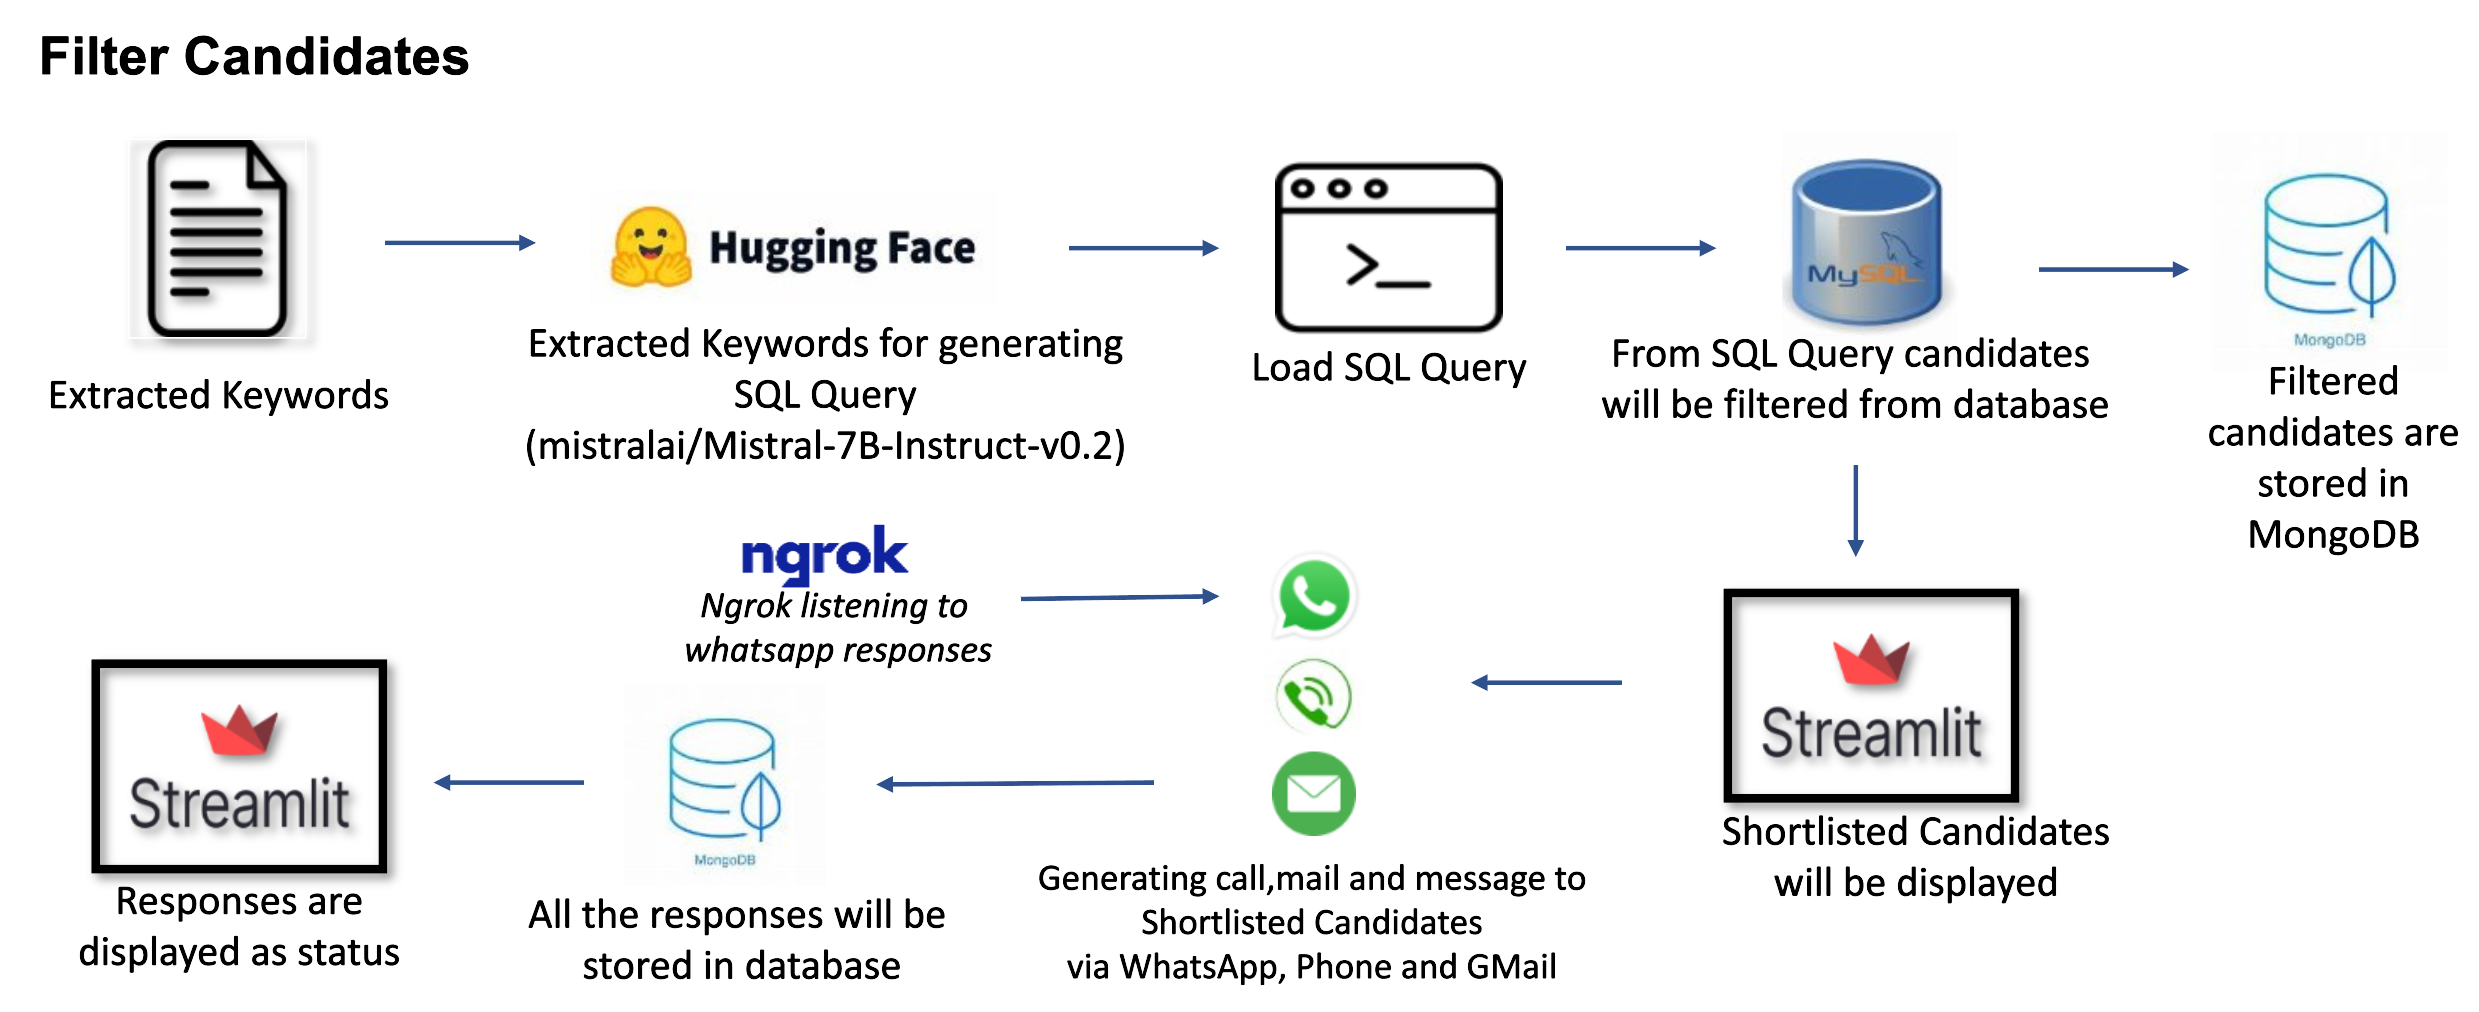 Filter Candidates
Extracted Keywords
Hugging Face
Extracted Keywords for generating
SQL Query
(mistralai/Mistral-7B-Instruct-v0.2)
Load SQL Query
MySQL
From SQL Query candidates
will be filtered from database
MongoDB
Filtered
candidates are
stored in
MongoDB
ngrok
Ngrok listening to
whatsapp responses
Streamlit
Shortlisted Candidates
will be displayed
Generating call,mail and message to
Shortlisted Candidates
via WhatsApp, Phone and GMail
MongoDB
All the responses will be
stored in database
Streamlit
Responses are
displayed as status